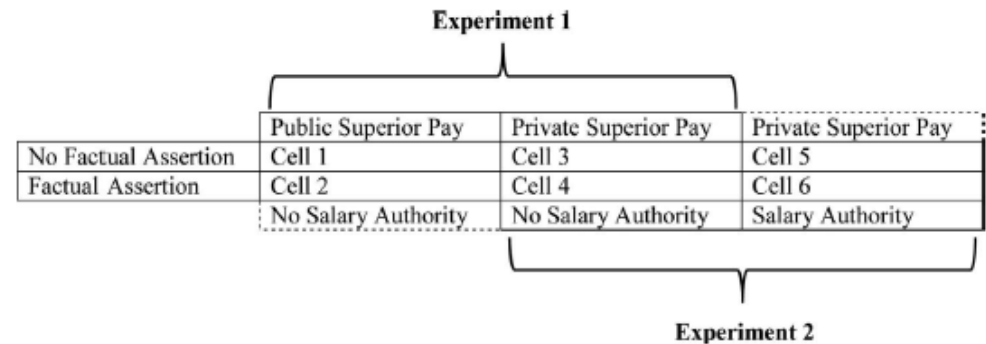 Experiment 1
Public Superior Pay Private Superior Pay Private Superior Pay
No Factual Assertion Cell 1 Cell 3 Cell 5
Factual Assertion Cell 2 Cell 4 Cell 6
No Salary Authority No Salary Authority Salary Authority
Experiment 2